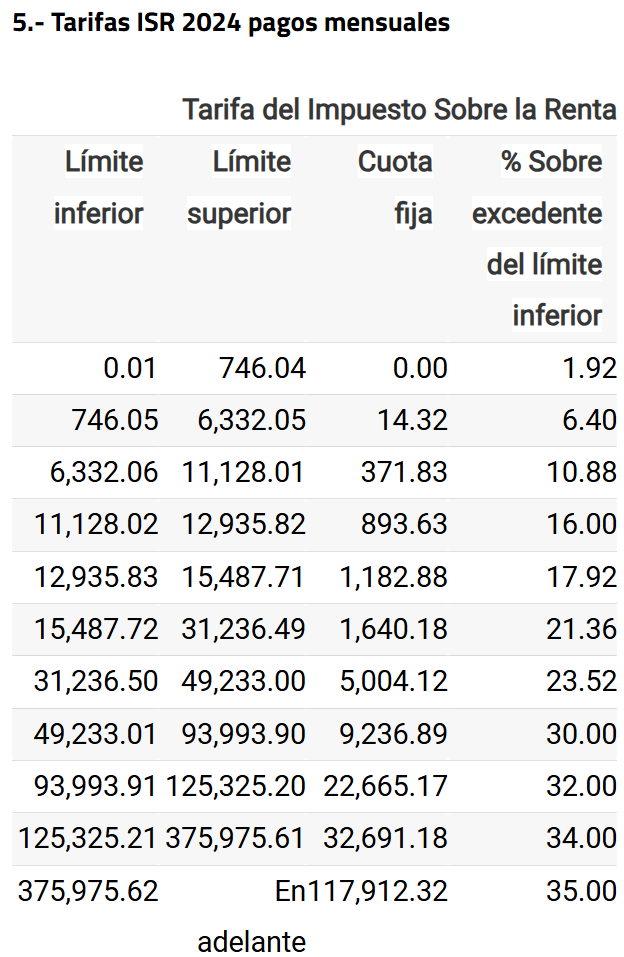 5.- Tarifas ISR 2024 pagos mensuales
Tarifa del Impuesto Sobre la Renta
Límite inferior Límite superior Cuota fija % Sobre excedente del límite inferior
0.01 746.04 0.00 1.92
746.05 6,332.05 14.32 6.40
6,332.06 11,128.01 371.83 10.88
11,128.02 12,935.82 893.63 16.00
12,935.83 15,487.71 1,182.88 17.92
15,487.72 31,236.49 1,640.18 21.36
31,236.50 49,233.00 5,004.12 23.52
49,233.01 93,993.90 9,236.89 30.00
93,993.91 125,325.20 22,665.17 32.00
125,325.21 375,975.61 32,691.18 34.00
375,975.62 En adelante 117,912.32 35.00